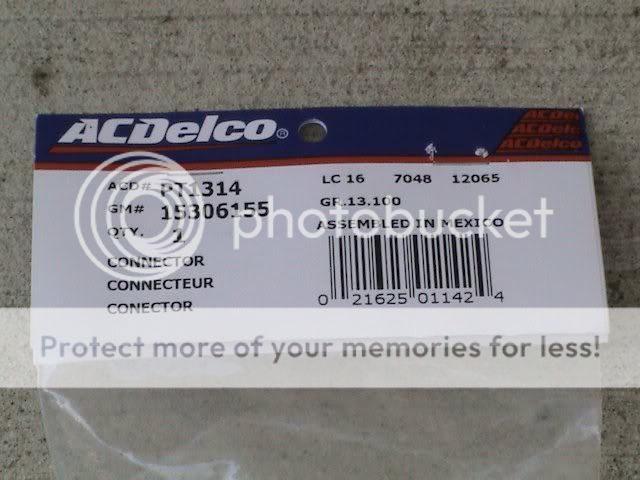 ACDelco®
ACDelco
ACDelco
ACDelco
ACD# PT1314
GM# 15306155
QTY. 1
CONNECTOR
CONNECTEUR
CONECTOR
LC 16 7048 12065
GR.13.100
ASSEMBLED IN MEXICO
0 21625 01142 4
photobucket
Protect more of your memories for less!